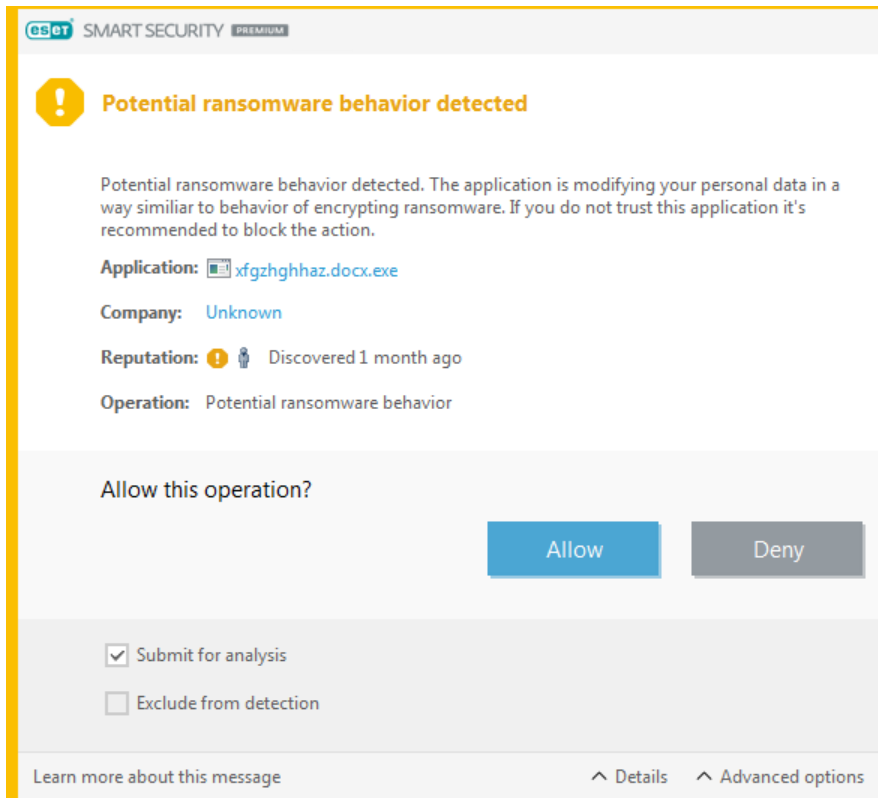 eset SMART SECURITY PREMIUM
Potential ransomware behavior detected
Potential ransomware behavior detected. The application is modifying your personal data in a
way similiar to behavior of encrypting ransomware. If you do not trust this application it's
recommended to block the action.
Application: xfgzhghhaz.docx.exe
Company: Unknown
Reputation: Discovered 1 month ago
Operation: Potential ransomware behavior
Allow this operation?
Allow Deny
Submit for analysis
Exclude from detection
Learn more about this message Details Advanced options